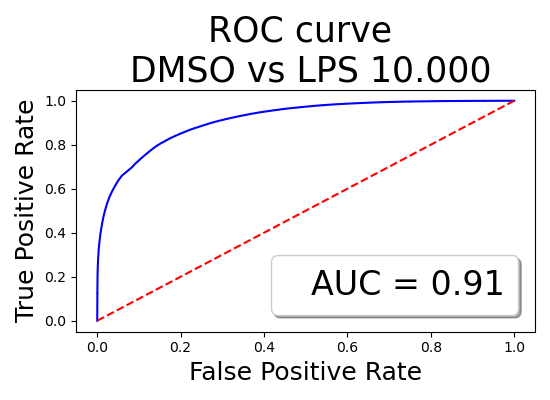 ROC curve
DMSO vs LPS 10.000
True Positive Rate
1.0
0.8
0.6
0.4
0.2
0.0
AUC = 0.91
0.0 0.2 0.4 0.6 0.8 1.0
False Positive Rate